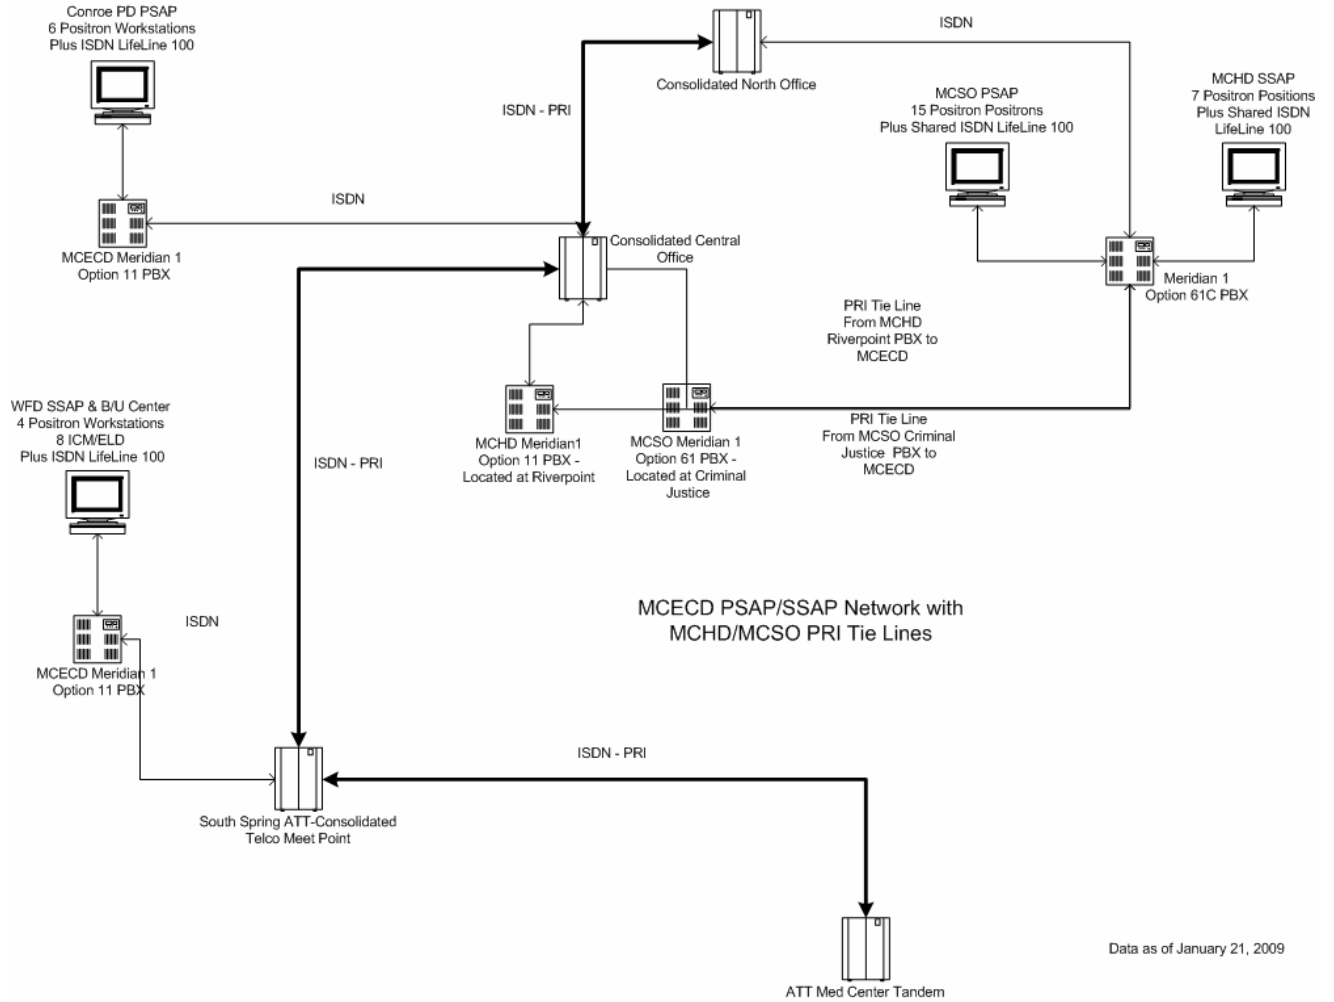 Conroe PD PSAP
6 Positron Workstations
Plus ISDN LifeLine 100
ISDN
Consolidated North Office
ISDN - PRI
MCSO PSAP
15 Positron Positrons
Plus Shared ISDN LifeLine 100
MCHD SSAP
7 Positron Positions
Plus Shared ISDN
LifeLine 100
ISDN
MCECD Meridian 1
Option 11 PBX
Consolidated Central
Office
Meridian 1
Option 61C PBX
PRI Tie Line
From MCHD
Riverpoint PBX to
MCECD
WFD SSAP & B/U Center
4 Positron Workstations
8 ICM/ELD
Plus ISDN LifeLine 100
ISDN - PRI
MCHD Meridian1
Option 11 PBX -
Located at Riverpoint
MCSO Meridian 1
Option 61 PBX -
Located at Criminal
Justice
PRI Tie Line
From MCSO Criminal
Justice PBX to
MCECD
ISDN
MCECD Meridian 1
Option 11 PBX
MCECD PSAP/SSAP Network with
MCHD/MCSO PRI Tie Lines
ISDN - PRI
South Spring ATT-Consolidated
Telco Meet Point
Data as of January 21, 2009
ATT Med Center Tandem